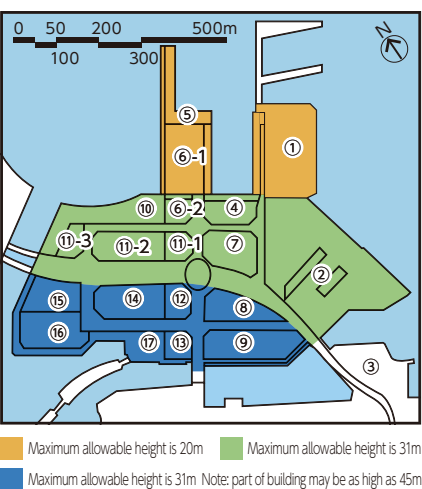 0 50 200 500m
100 300
N
⑤
①
⑥-1
⑩ ⑥-2 ④
⑪-3 ⑪-2 ⑪-1 ⑦
②
⑮ ⑭ ⑫ ⑧
⑯ ⑰ ⑬ ⑨
③
Maximum allowable height is 20m Maximum allowable height is 31m
Maximum allowable height is 31m Note: part of building may be as high as 45m